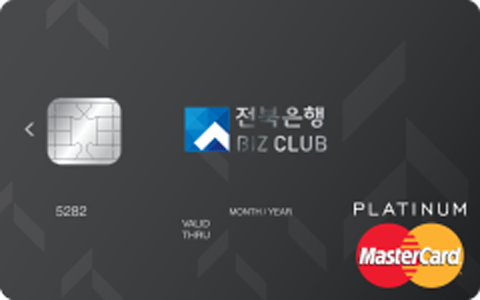 전북은행
BIZ CLUB
5282
MONTH / YEAR
VALID
THRU
PLATINUM
MasterCard